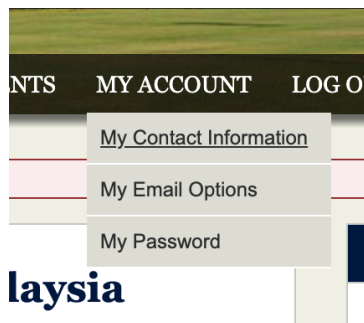 NTS MY ACCOUNT LOG O
My Contact Information
My Email Options
My Password
laysia